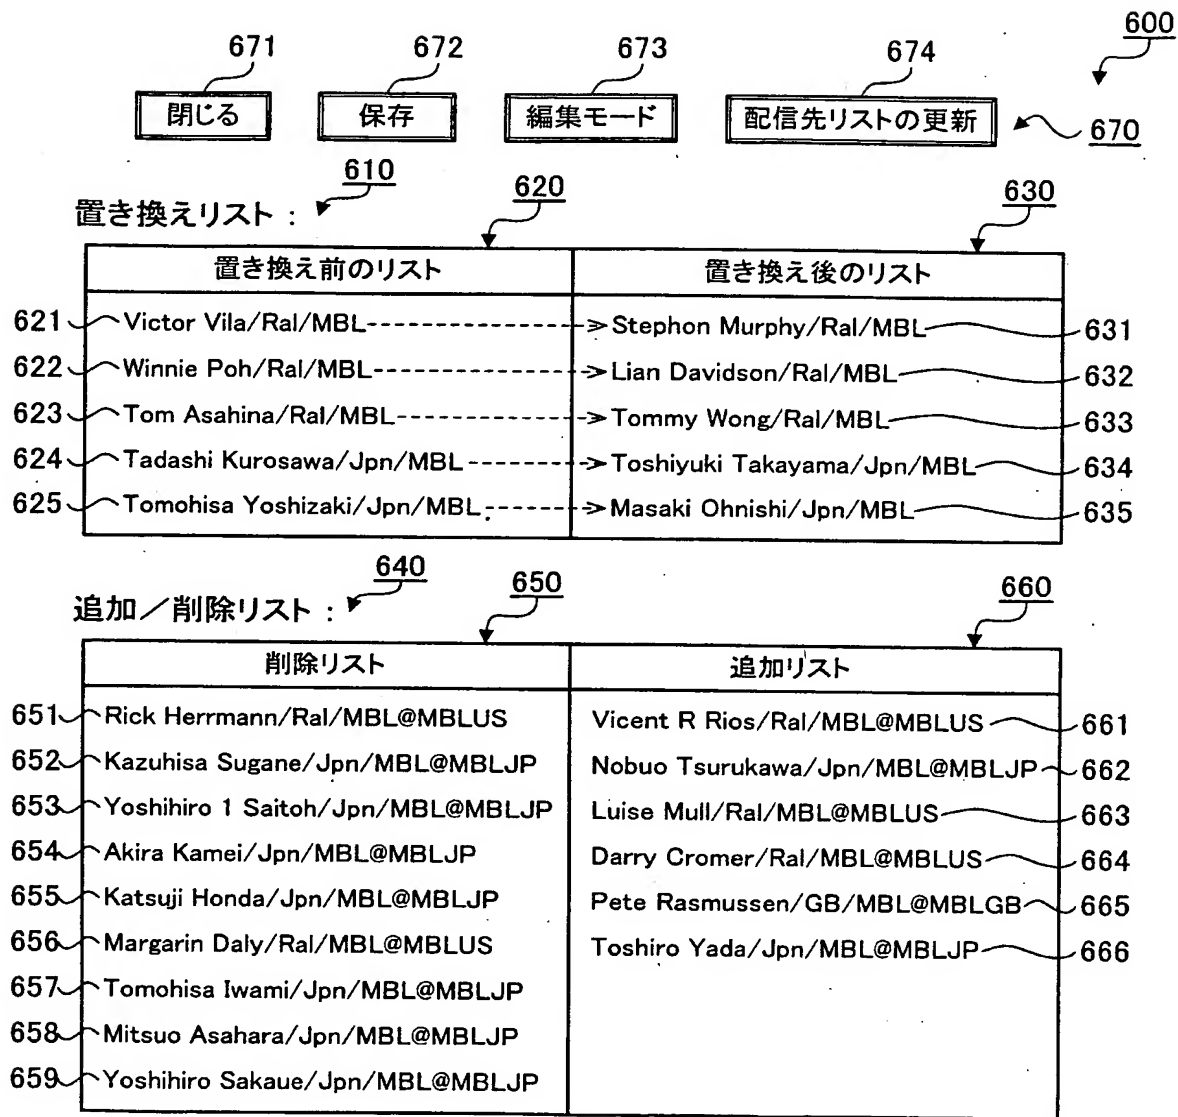 600
671 672 673 674
閉じる 保存 編集モード 配信先リストの更新 670
610 620 630
置き換えリスト：
置き換え前のリスト 置き換え後のリスト
621 Victor Vila/Ral/MBL Stephon Murphy/Ral/MBL 631
622 Winnie Poh/Ral/MBL Lian Davidson/Ral/MBL 632
623 Tom Asahina/Ral/MBL Tommy Wong/Ral/MBL 633
624 Tadashi Kurosawa/Jpn/MBL Toshiyuki Takayama/Jpn/MBL 634
625 Tomohisa Yoshizaki/Jpn/MBL Masaki Ohnishi/Jpn/MBL 635
640 650 660
追加／削除リスト：
削除リスト 追加リスト
651 Rick Herrmann/Ral/MBL@MBLUS Vicent R Rios/Ral/MBL@MBLUS 661
652 Kazuhisa Sugane/Jpn/MBL@MBLJP Nobuo Tsurukawa/Jpn/MBL@MBLJP 662
653 Yoshihiro 1 Saitoh/Jpn/MBL@MBLJP Luise Mull/Ral/MBL@MBLUS 663
654 Akira Kamei/Jpn/MBL@MBLJP Darry Cromer/Ral/MBL@MBLUS 664
655 Katsuji Honda/Jpn/MBL@MBLJP Pete Rasmussen/GB/MBL@MBLGB 665
656 Margarin Daly/Ral/MBL@MBLUS Toshiro Yada/Jpn/MBL@MBLJP 666
657 Tomohisa Iwami/Jpn/MBL@MBLJP
658 Mitsuo Asahara/Jpn/MBL@MBLJP
659 Yoshihiro Sakaue/Jpn/MBL@MBLJP